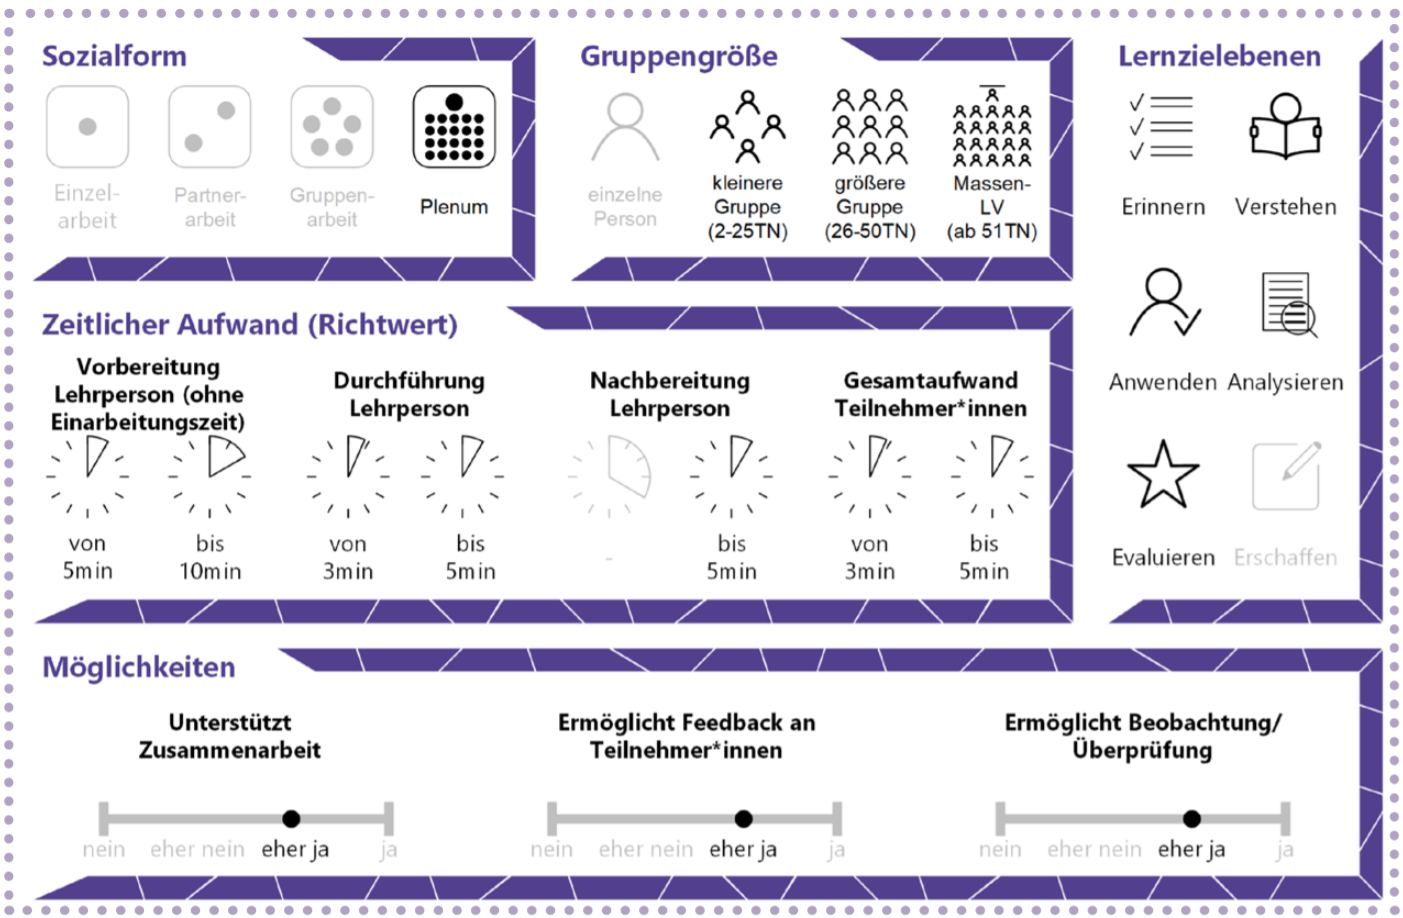 Sozialform
Einzel-
arbeit
Partner-
arbeit
Gruppen-
arbeit
Plenum
Gruppengröße
einzelne
Person
kleinere
Gruppe
(2-25TN)
größere
Gruppe
(26-50TN)
Massen-
LV
(ab 51TN)
Lernzielebenen
Erinnern
Verstehen
Anwenden
Analysieren
Evaluieren
Erschaffen
Zeitlicher Aufwand (Richtwert)
Vorbereitung
Lehrperson (ohne
Einarbeitungszeit)
von
5min
bis
10min
Durchführung
Lehrperson
von
3min
bis
5min
Nachbereitung
Lehrperson
-
bis
5min
Gesamtaufwand
Teilnehmer*innen
von
3min
bis
5min
Möglichkeiten
Unterstützt
Zusammenarbeit
nein eher nein eher ja ja
Ermöglicht Feedback an
Teilnehmer*innen
nein eher nein eher ja ja
Ermöglicht Beobachtung/
Überprüfung
nein eher nein eher ja ja